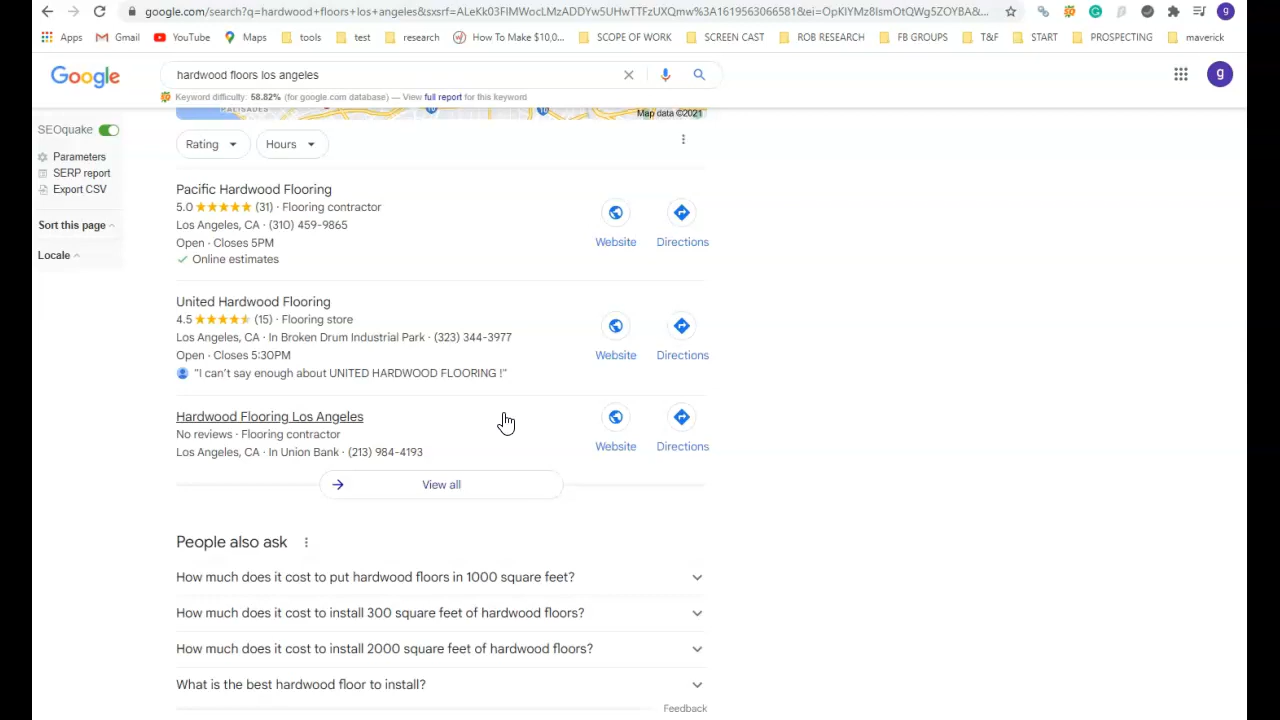 google.com/search?q=hardwood+floors+los+angeles&sxsrf=ALeKk03FIMWocLMzADDYw5UHwTTFzUXQmw%3A1619563066581&ei=OpKIYMz8IsmOtQWg5ZOYBA&...
Apps Gmail YouTube Maps tools test research How To Make $10,0... SCOPE OF WORK SCREEN CAST ROB RESEARCH FB GROUPS T&F START PROSPECTING maverick
Google hardwood floors los angeles g
Keyword difficulty: 58.82% (for google.com database) — View full report for this keyword
PALISADES 10 10 Map data ©2021
SEOquake
Parameters
SERP report
Export CSV
Sort this page
Locale
Rating Hours
Pacific Hardwood Flooring
5.0 (31) · Flooring contractor
Los Angeles, CA · (310) 459-9865
Open · Closes 5PM
Online estimates
Website Directions
United Hardwood Flooring
4.5 (15) · Flooring store
Los Angeles, CA · In Broken Drum Industrial Park · (323) 344-3977
Open · Closes 5:30PM
"I can't say enough about UNITED HARDWOOD FLOORING !"
Website Directions
Hardwood Flooring Los Angeles
No reviews · Flooring contractor
Los Angeles, CA · In Union Bank · (213) 984-4193
Website Directions
View all
People also ask
How much does it cost to put hardwood floors in 1000 square feet?
How much does it cost to install 300 square feet of hardwood floors?
How much does it cost to install 2000 square feet of hardwood floors?
What is the best hardwood floor to install?
Feedback